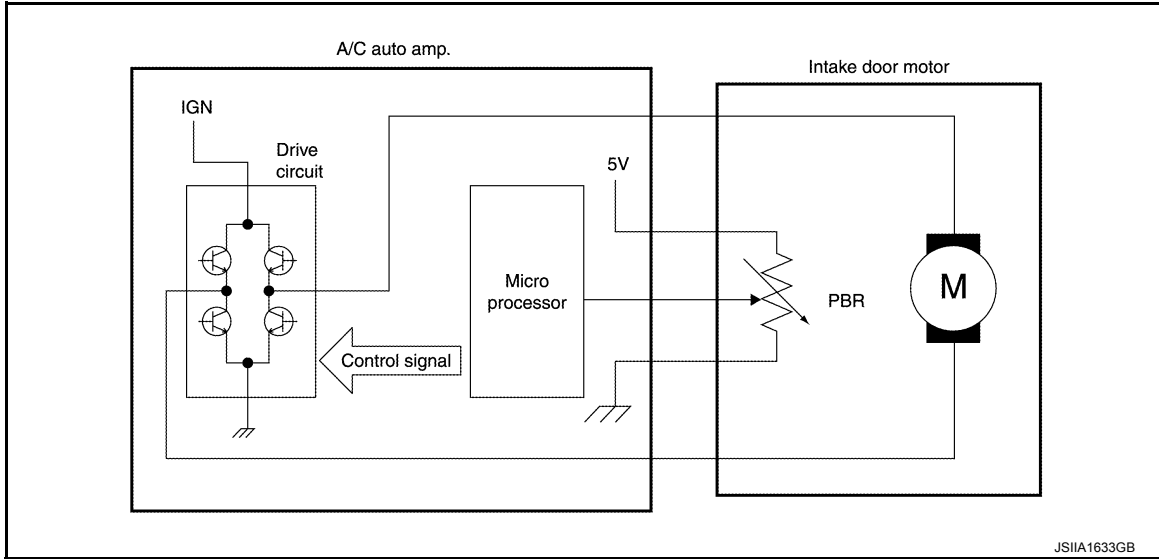 A/C auto amp.
Intake door motor
IGN
Drive
circuit
5V
Micro
processor
PBR
M
Control signal
JSIIA1633GB